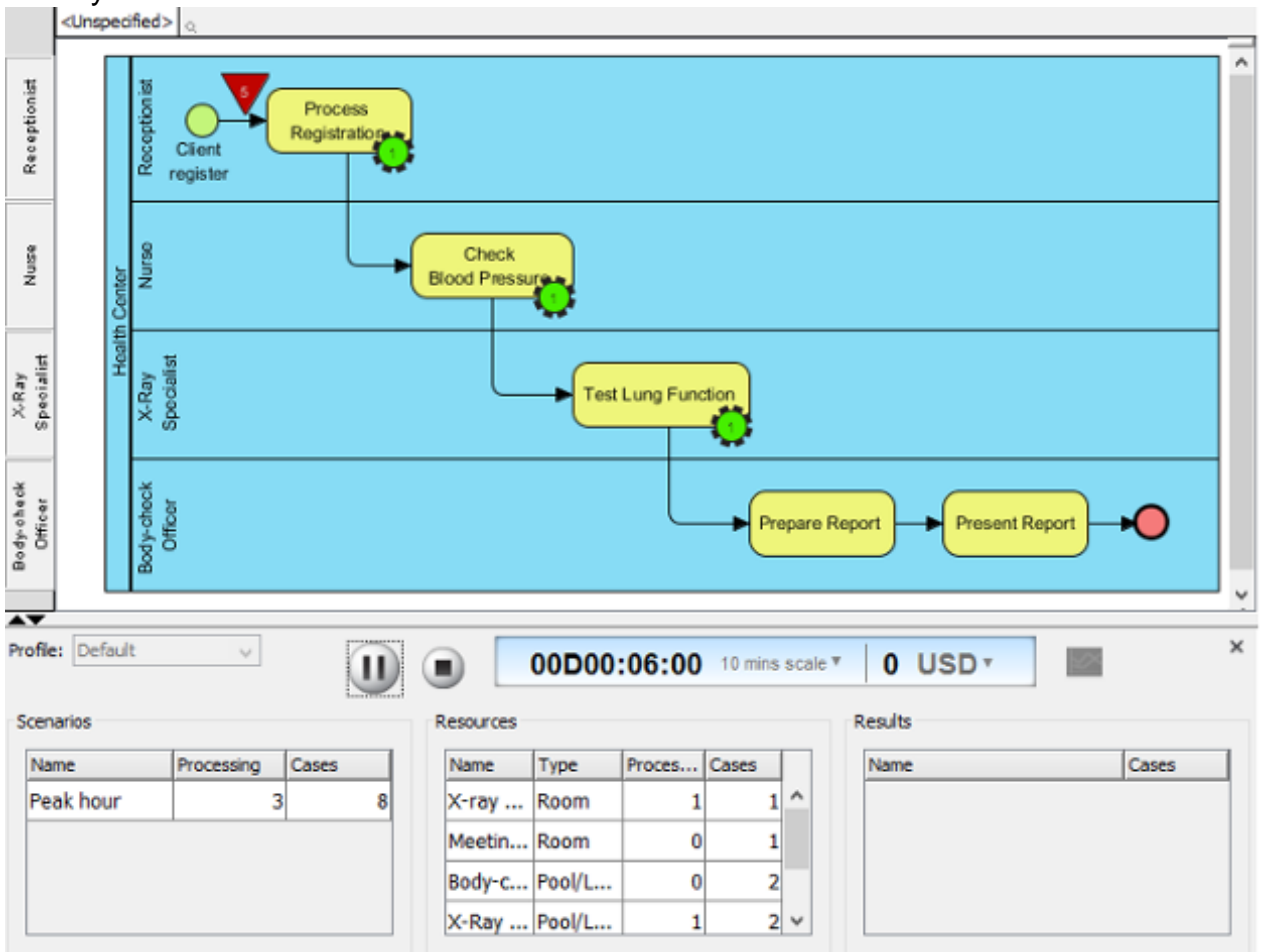 <Unspecified>
Receptionist
Nurse
X-Ray
Specialist
Body-check
Officer
Health Center
Receptionist
Nurse
X-Ray
Specialist
Body-check
Officer
5
Client
register
Process
Registration
1
Check
Blood Pressure
1
Test Lung Function
1
Prepare Report
Present Report
Profile: Default
00D00:06:00 10 mins scale 0 USD
Scenarios
Name Processing Cases
Peak hour 3 8
Resources
Name Type Proces... Cases
X-ray ... Room 1 1
Meetin... Room 0 1
Body-c... Pool/L... 0 2
X-Ray ... Pool/L... 1 2
Results
Name Cases